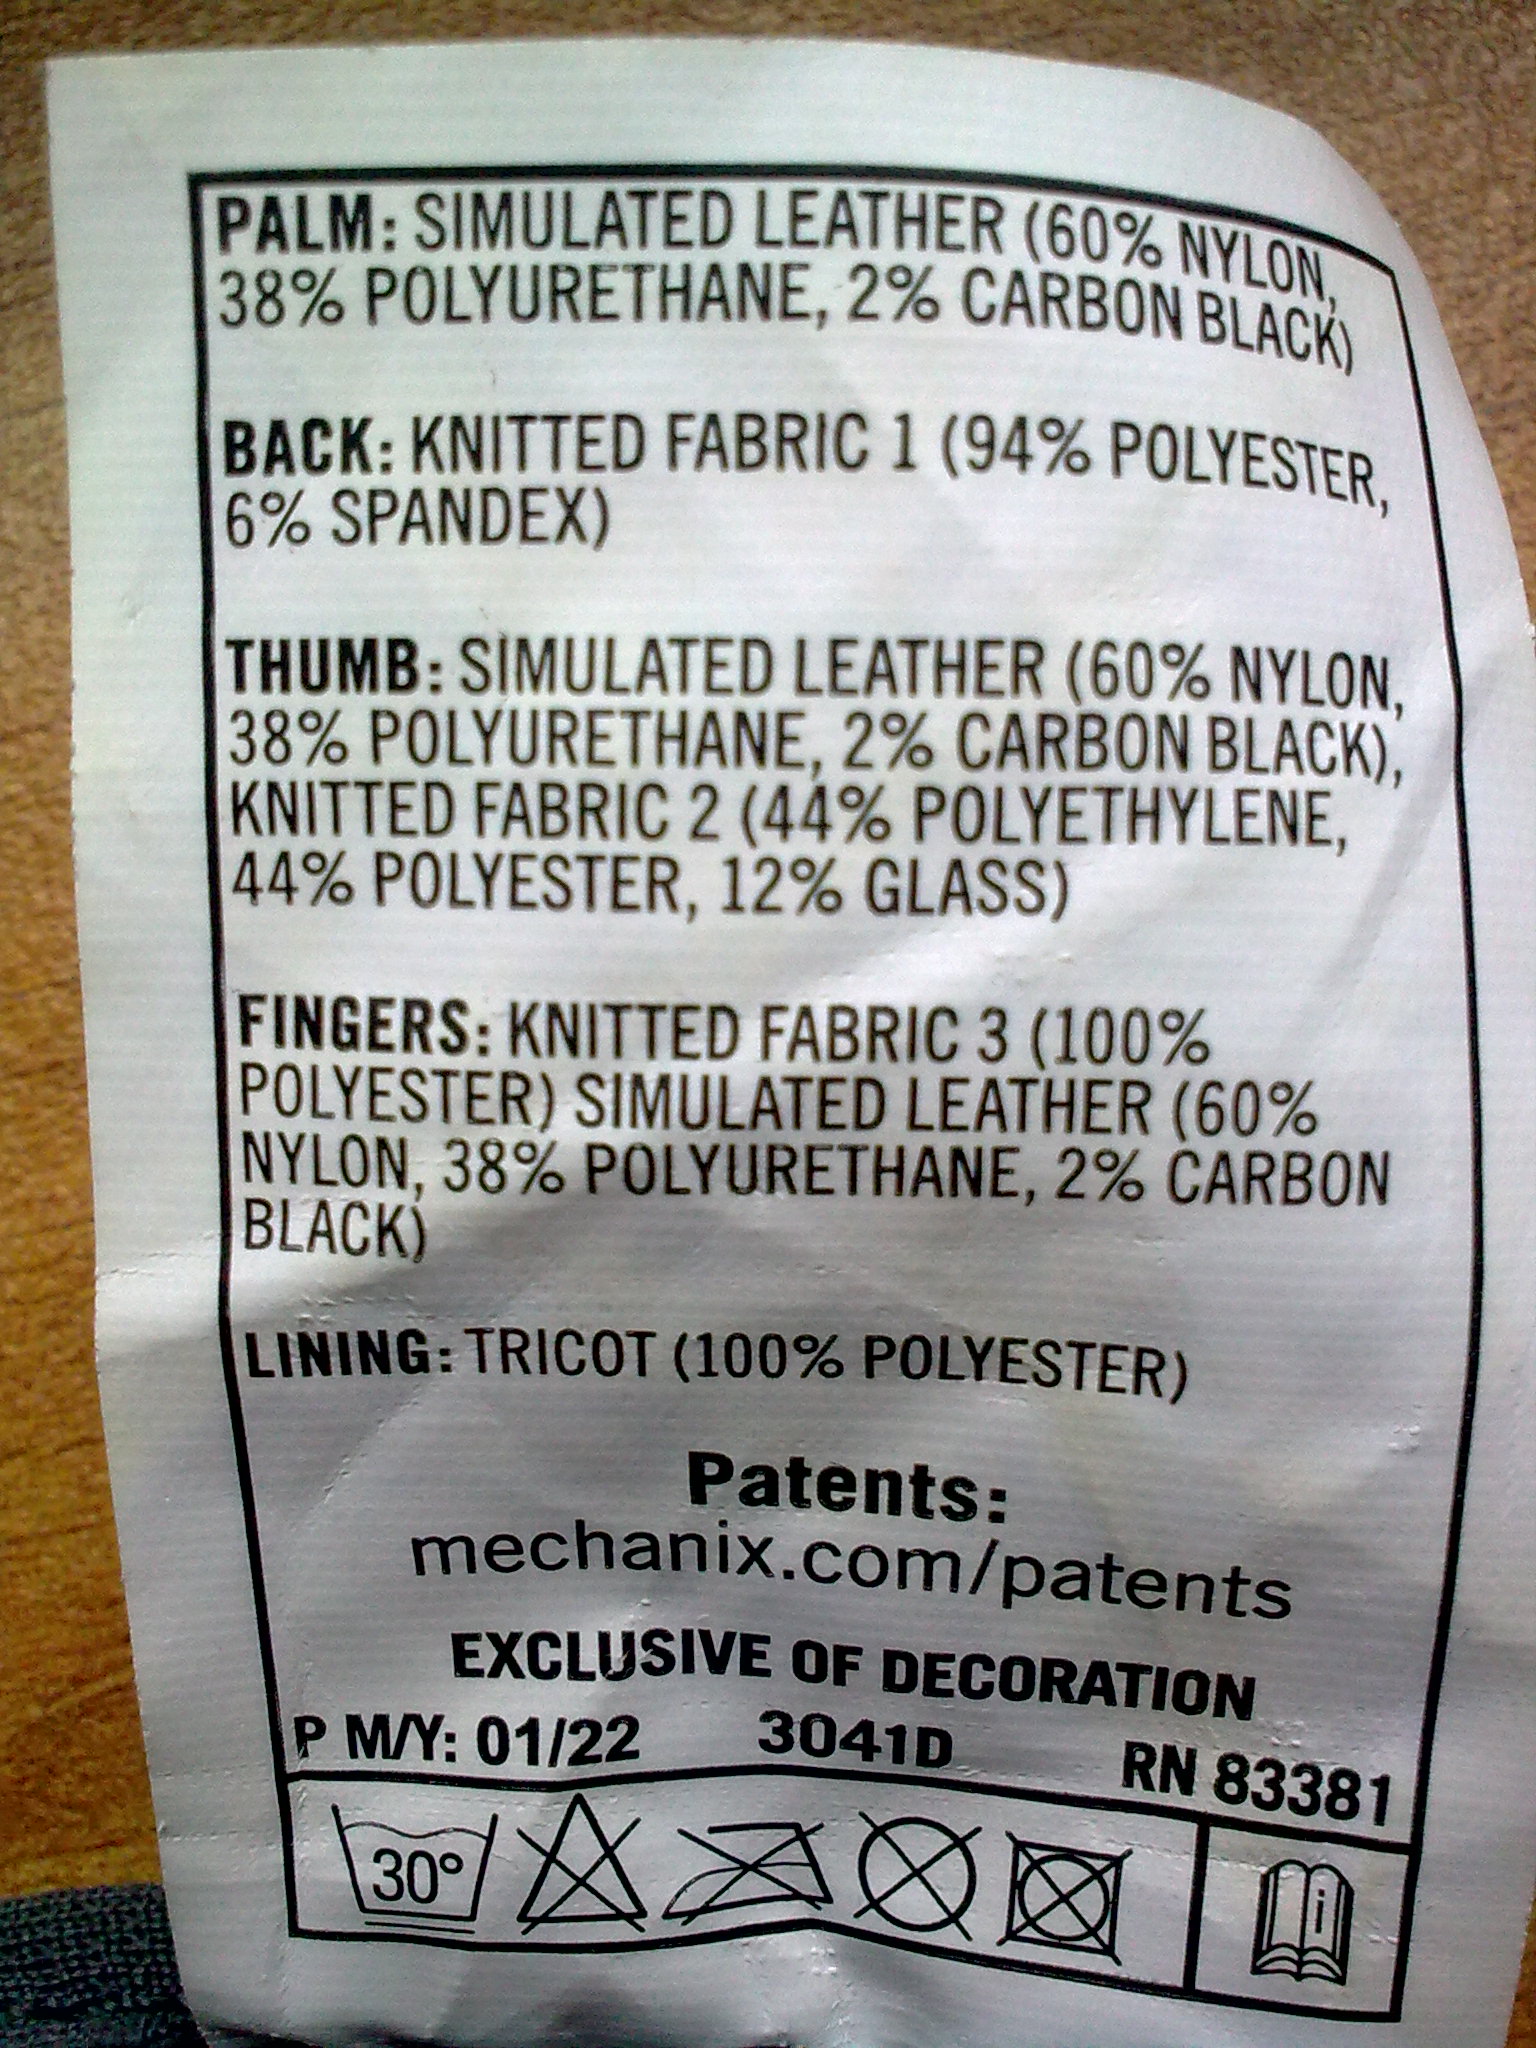 PALM: SIMULATED LEATHER (60% NYLON,
38% POLYURETHANE, 2% CARBON BLACK)
BACK: KNITTED FABRIC 1 (94% POLYESTER,
6% SPANDEX)
THUMB: SIMULATED LEATHER (60% NYLON,
38% POLYURETHANE, 2% CARBON BLACK),
KNITTED FABRIC 2 (44% POLYETHYLENE,
44% POLYESTER, 12% GLASS)
FINGERS: KNITTED FABRIC 3 (100%
POLYESTER) SIMULATED LEATHER (60%
NYLON, 38% POLYURETHANE, 2% CARBON
BLACK)
LINING: TRICOT (100% POLYESTER)
Patents:
mechanix.com/patents
EXCLUSIVE OF DECORATION
P M/Y: 01/22 3041D RN 83381
30° i